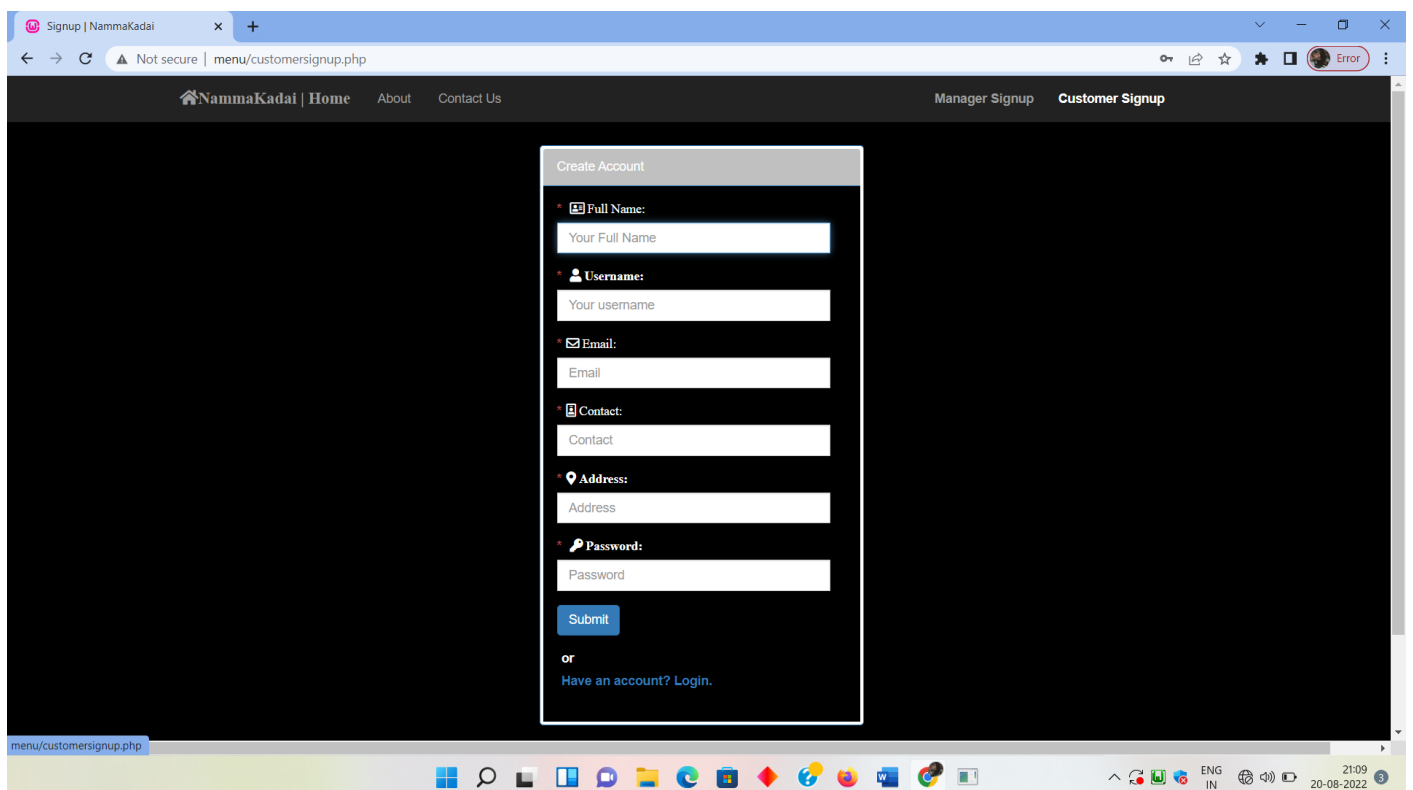 Signup | NammaKadai
Not secure | menu/customersignup.php
Error
NammaKadai | Home About Contact Us Manager Signup Customer Signup
Create Account
* Full Name:
Your Full Name
* Username:
Your username
* Email:
Email
* Contact:
Contact
* Address:
Address
* Password:
Password
Submit
or
Have an account? Login.
menu/customersignup.php
ENG
IN
21:09
20-08-2022
3